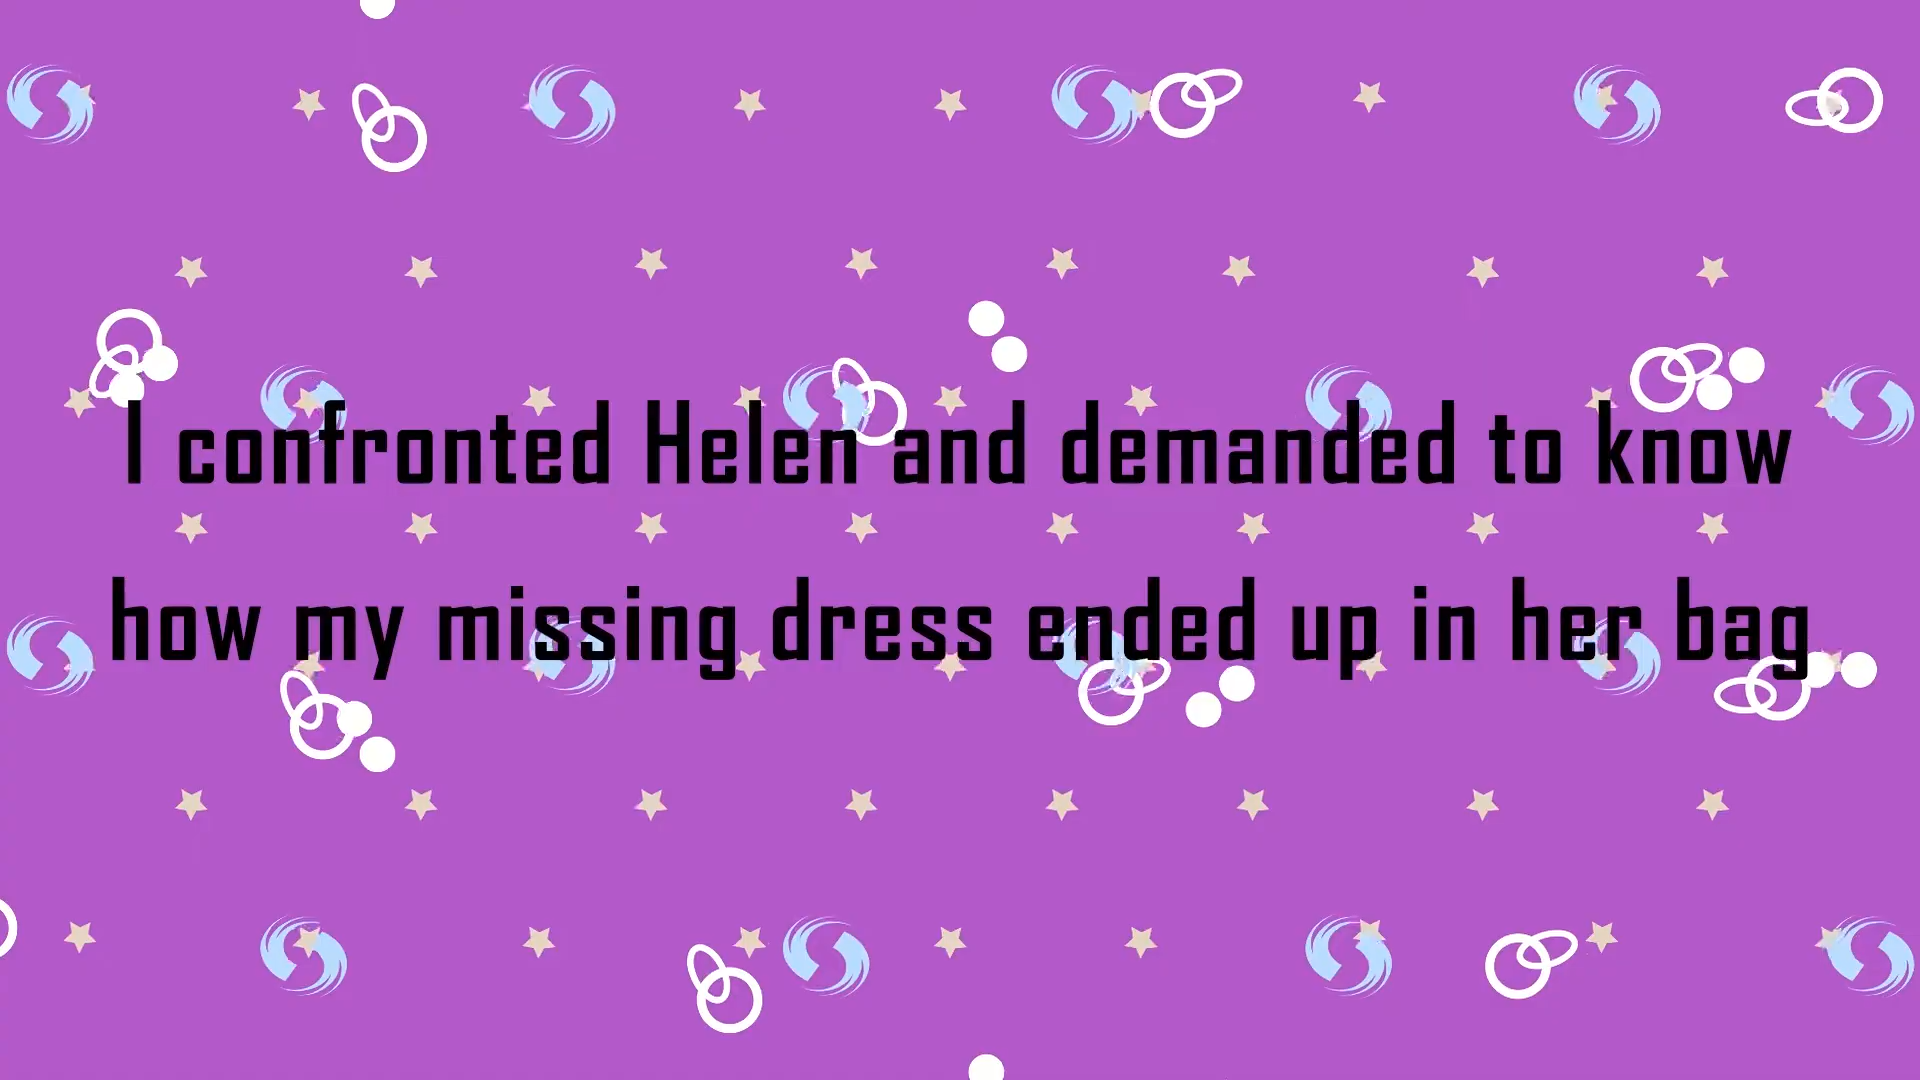 I confronted Helen and demanded to know
how my missing dress ended up in her bag